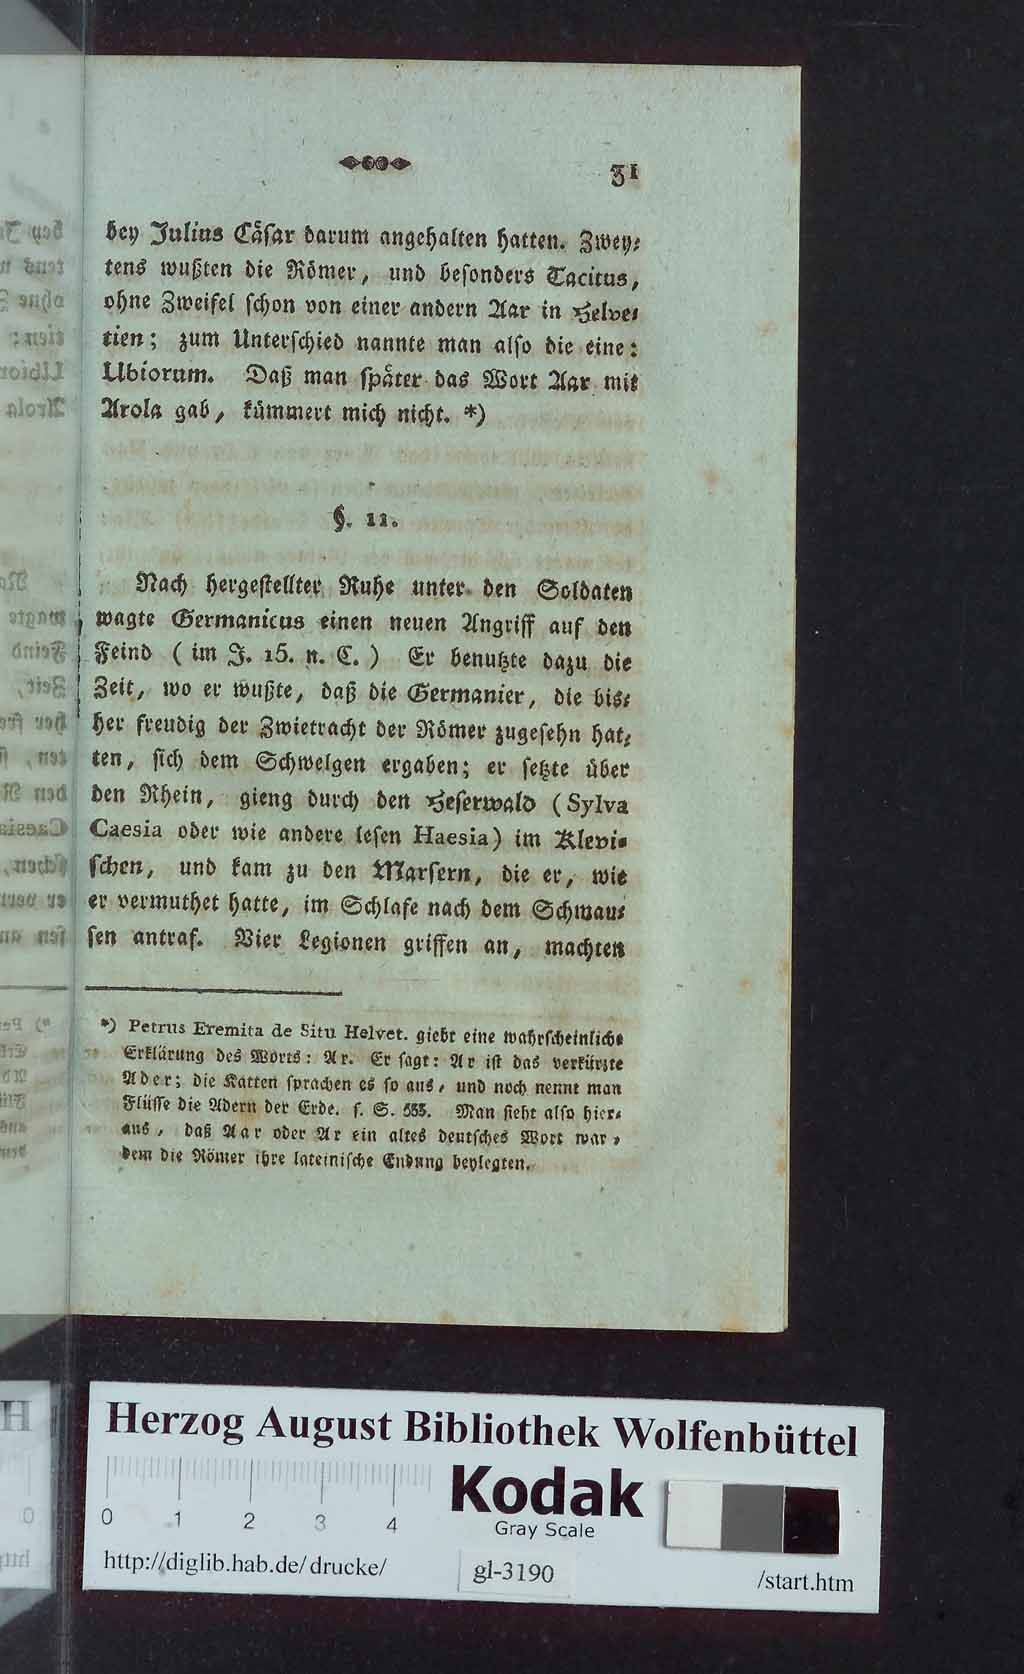 31
bey Julius Cäsar darum angehalten hatten. Zwey-
tens wußten die Römer, und besonders Tacitus,
ohne Zweifel schon von einer andern Aar in Helve-
tien; zum Unterschied nannte man also die eine:
Ubiorum. Daß man später das Wort Aar mit
Arola gab, kümmert mich nicht. *)
§. 11.
Nach hergestellter Ruhe unter den Soldaten
wagte Germanicus einen neuen Angriff auf den
Feind (im J. 15. n. C.) Er benutzte dazu die
Zeit, wo er wußte, daß die Germanier, die bis-
her freudig der Zwietracht der Römer zugesehn hat-
ten, sich dem Schwelgen ergaben; er setzte über
den Rhein, gieng durch den Heserwald (Sylva
Caesia oder wie andere lesen Haesia) im Klevi-
schen, und kam zu den Marsern, die er, wie
er vermuthet hatte, im Schlafe nach dem Schmau-
sen antraf. Vier Legionen griffen an, machten
*) Petrus Eremita de Situ Helvet. giebt eine wahrscheinliche
Erklärung des Worts: Ar. Er sagt: Ar ist das verkürzte
Ader; die Katten sprachen es so aus, und noch nennt man
Flüsse die Adern der Erde. s. S. 533. Man sieht also hier-
aus, daß Aar oder Ar ein altes deutsches Wort war,
dem die Römer ihre lateinische Endung beylegten.
Herzog August Bibliothek Wolfenbüttel
Kodak
Gray Scale
0 1 2 3 4
http://diglib.hab.de/drucke/
gl-3190
/start.htm